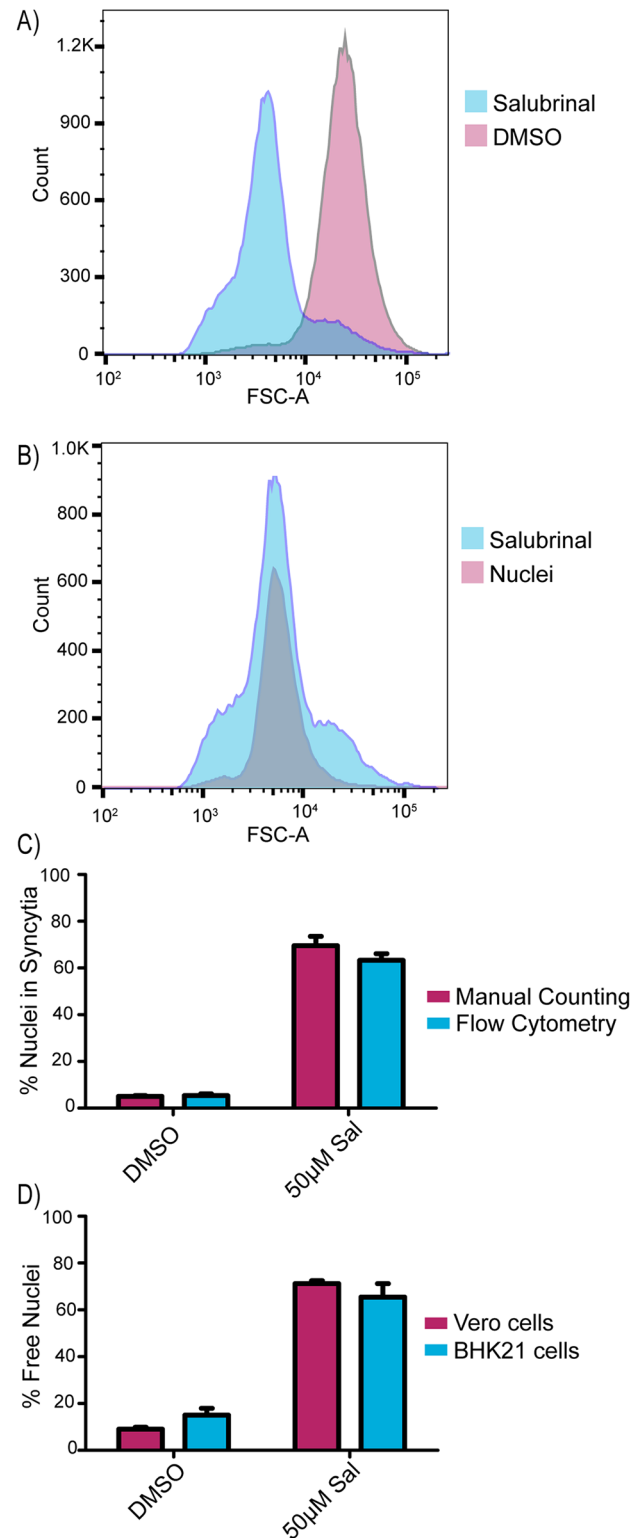 A)
1.2K
900
600
300
0
Count
10²
10³
10⁴
10⁵
FSC-A
Salubrinal
DMSO
B)
1.0K
800
600
400
200
0
Count
10²
10³
10⁴
10⁵
FSC-A
Salubrinal
Nuclei
C)
100
80
60
40
20
0
% Nuclei in Syncytia
DMSO
50µM Sal
Manual Counting
Flow Cytometry
D)
100
80
60
40
20
0
% Free Nuclei
DMSO
50µM Sal
Vero cells
BHK21 cells